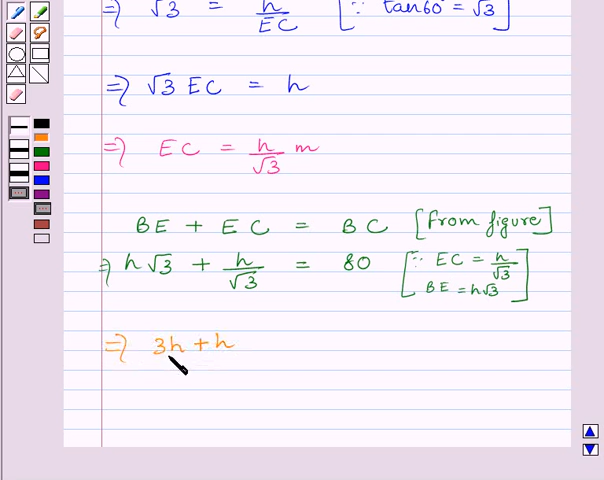 ⇒ √3 = h/EC [∵ tan60° = √3]
⇒ √3 EC = h
⇒ EC = h/√3 m
BE + EC = BC [From figure]
⇒ h√3 + h/√3 = 80 [∵ EC = h/√3
BE = h√3]
⇒ 3h + h